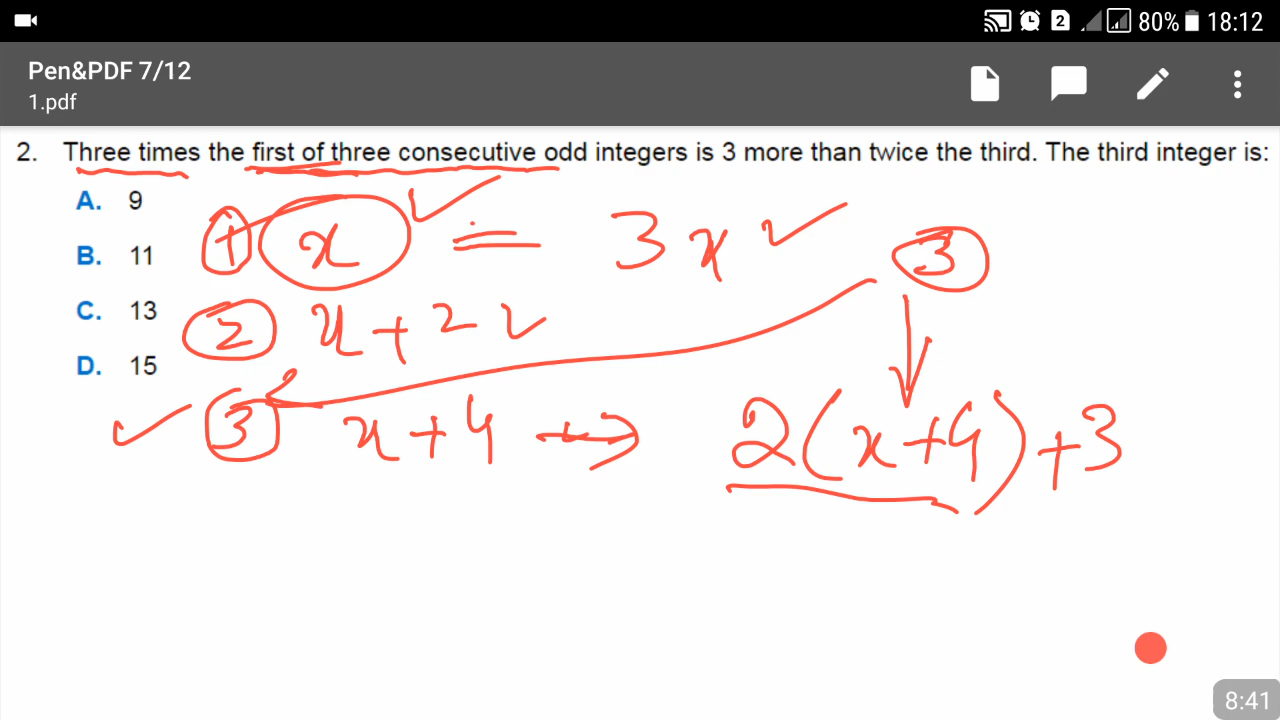 2 80% 18:12
Pen&PDF 7/12
1.pdf
2. Three times the first of three consecutive odd integers is 3 more than twice the third. The third integer is:
A. 9
B. 11
C. 13
D. 15
1 x = 3x 3
2 x+2
3 x+4 → 2(x+4)+3
8:41